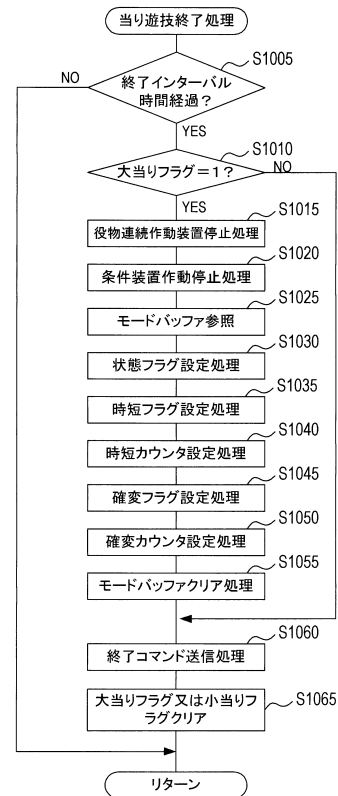 当り遊技終了処理
S1005
NO
終了インターバル
時間経過？
YES
S1010
大当りフラグ＝1？
NO
YES
S1015
役物連続作動装置停止処理
S1020
条件装置作動停止処理
S1025
モードバッファ参照
S1030
状態フラグ設定処理
S1035
時短フラグ設定処理
S1040
時短カウンタ設定処理
S1045
確変フラグ設定処理
S1050
確変カウンタ設定処理
S1055
モードバッファクリア処理
S1060
終了コマンド送信処理
S1065
大当りフラグ又は小当りフ
ラグクリア
リターン